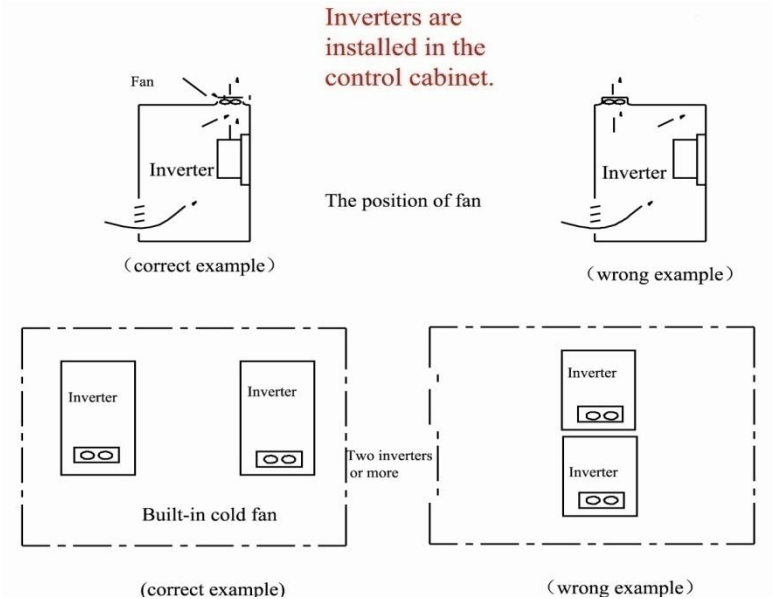 Inverters are
installed in the
control cabinet.
Fan
Inverter
Inverter
The position of fan
（correct example）
（wrong example）
Inverter
Inverter
Inverter
Two inverters
or more
Inverter
Built-in cold fan
(correct example)
（wrong example）